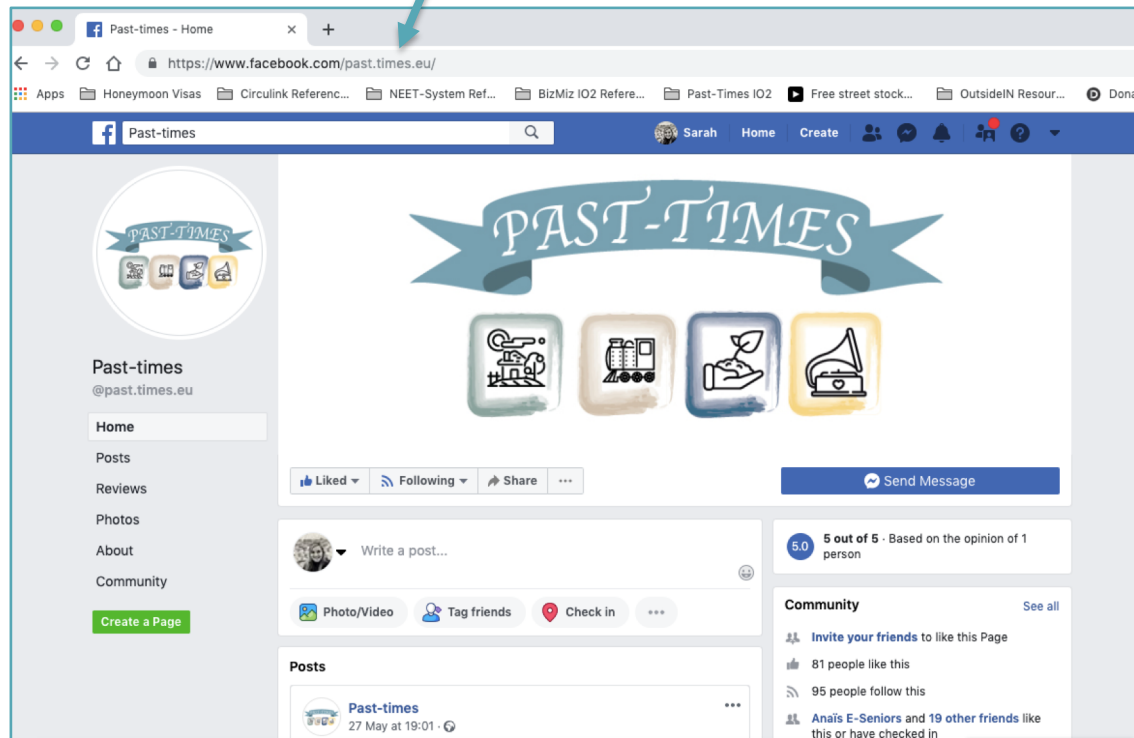 Past-times - Home
https://www.facebook.com/past.times.eu/
Apps Honeymoon Visas Circulink Referenc... NEET-System Ref... BizMiz IO2 Refere... Past-Times IO2 Free street stock... OutsideIN Resour... Dona
Past-times Sarah Home Create
PAST-TIMES
PAST-TIMES
Past-times
@past.times.eu
Home
Posts
Reviews
Photos
About
Community
Create a Page
Liked Following Share ...
Send Message
Write a post...
Photo/Video Tag friends Check in ...
Posts
Past-times
27 May at 19:01 ·
5.0 5 out of 5 · Based on the opinion of 1
person
Community See all
Invite your friends to like this Page
81 people like this
95 people follow this
Anaïs E-Seniors and 19 other friends like
this or have checked in